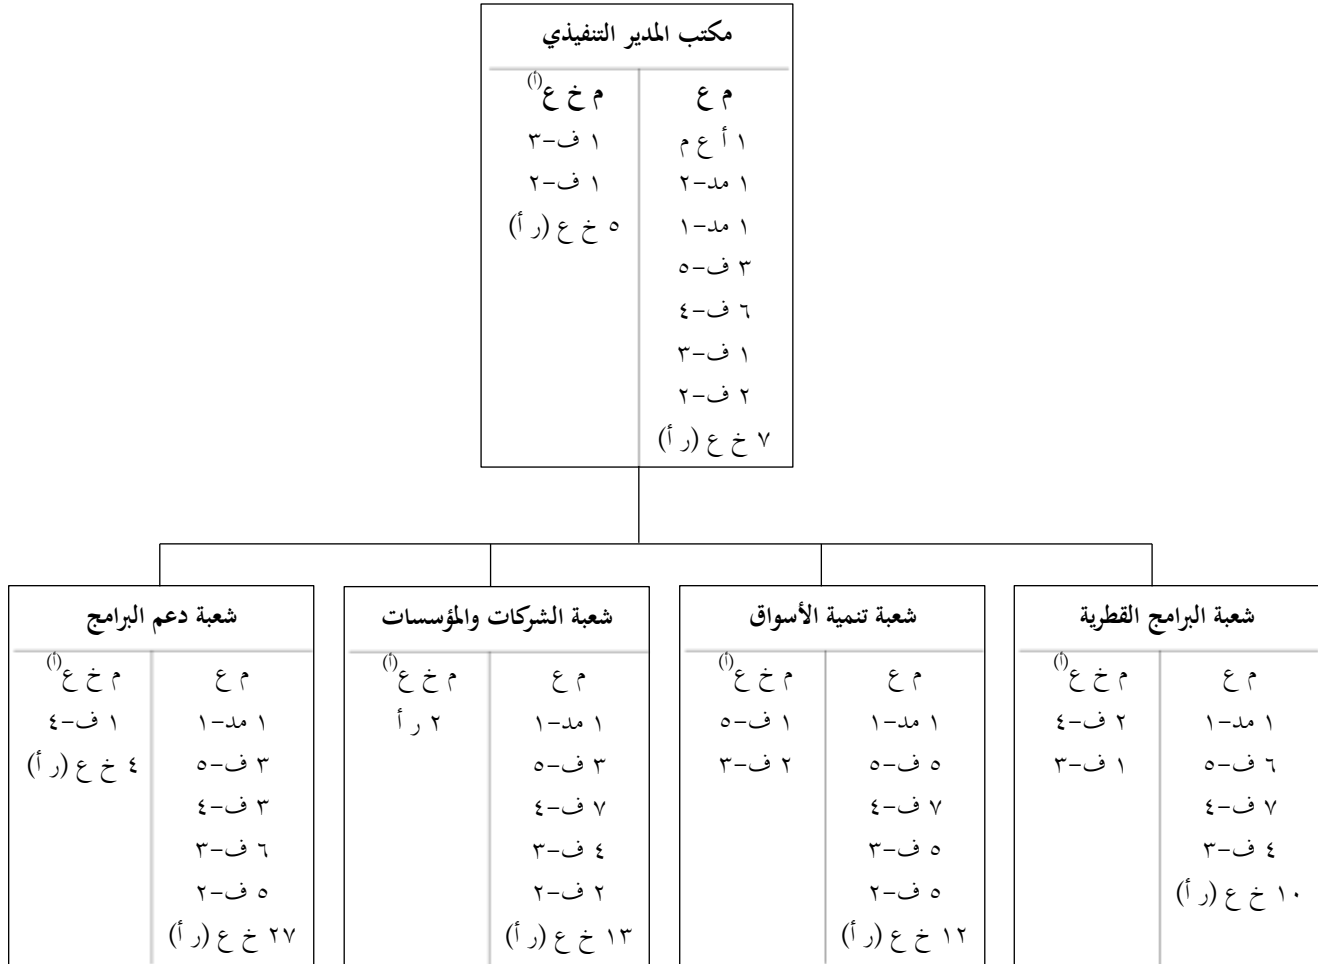 مكتب المدير التنفيذي
م ع
١ أ ع م
١ مد-٢
١ مد-١
٣ ف-٥
٦ ف-٤
١ ف-٣
٢ ف-٢
٧ خ ع (ر أ)
م خ ع(أ)
١ ف-٣
١ ف-٢
٥ خ ع (ر أ)
شعبة البرامج القطرية
م ع
١ مد-١
٦ ف-٥
٧ ف-٤
٤ ف-٣
١٠ خ ع (ر أ)
م خ ع(أ)
٢ ف-٤
١ ف-٣
شعبة تنمية الأسواق
م ع
١ مد-١
٥ ف-٥
٧ ف-٤
٥ ف-٣
٥ ف-٢
١٢ خ ع (ر أ)
م خ ع(أ)
١ ف-٥
٢ ف-٣
شعبة الشركات والمؤسسات
م ع
١ مد-١
٣ ف-٥
٧ ف-٤
٤ ف-٣
٢ ف-٢
١٣ خ ع (ر أ)
م خ ع(أ)
٢ ر أ
شعبة دعم البرامج
م ع
١ مد-١
٣ ف-٥
٣ ف-٤
٦ ف-٣
٥ ف-٢
٢٧ خ ع (ر أ)
م خ ع(أ)
١ ف-٤
٤ خ ع (ر أ)